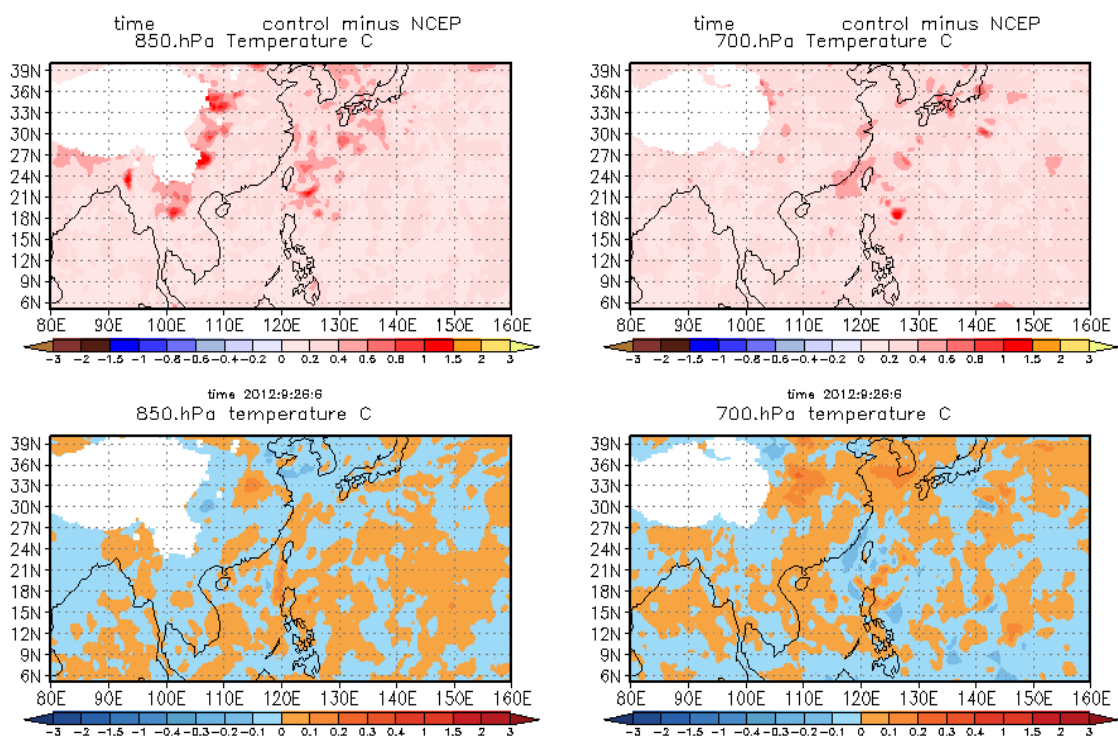 time control minus NCEP
850.hPa Temperature C
39N
36N
33N
30N
27N
24N
21N
18N
15N
12N
9N
6N
80E 90E 100E 110E 120E 130E 140E 150E 160E
-3 -2 -1.5 -1 -0.8 -0.6 -0.4 -0.2 0 0.2 0.4 0.6 0.8 1 1.5 2 3
time control minus NCEP
700.hPa Temperature C
39N
36N
33N
30N
27N
24N
21N
18N
15N
12N
9N
6N
80E 90E 100E 110E 120E 130E 140E 150E 160E
-3 -2 -1.5 -1 -0.8 -0.6 -0.4 -0.2 0 0.2 0.4 0.6 0.8 1 1.5 2 3
time 2012:9:26:6
850.hPa temperature C
39N
36N
33N
30N
27N
24N
21N
18N
15N
12N
9N
6N
80E 90E 100E 110E 120E 130E 140E 150E 160E
-3 -2 -1.5 -1 -0.5 -0.4 -0.3 -0.2 -0.1 0 0.1 0.2 0.3 0.4 0.5 1 1.5 2 3
time 2012:9:26:6
700.hPa temperature C
39N
36N
33N
30N
27N
24N
21N
18N
15N
12N
9N
6N
80E 90E 100E 110E 120E 130E 140E 150E 160E
-3 -2 -1.5 -1 -0.5 -0.4 -0.3 -0.2 -0.1 0 0.1 0.2 0.3 0.4 0.5 1 1.5 2 3